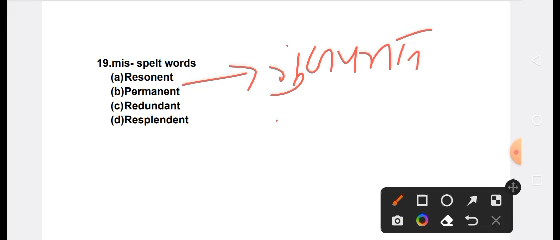 19.mis- spelt words
(a)Resonent
(b)Permanent
(c)Redundant
(d)Resplendent